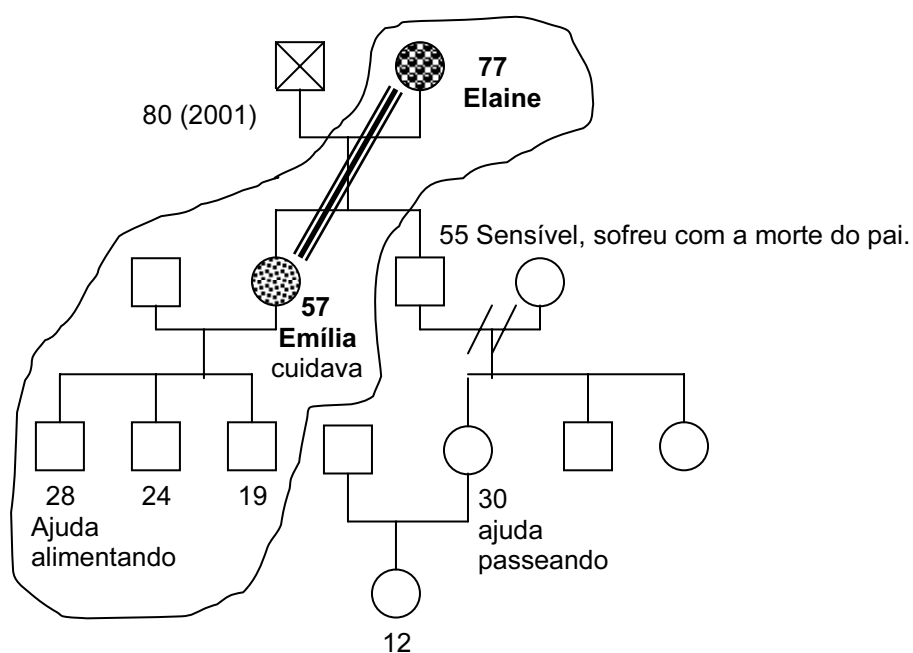 77
Elaine
80 (2001)
55 Sensível, sofreu com a morte do pai.
57
Emília
cuidava
28
Ajuda
alimentando
24
19
30
ajuda
passeando
12